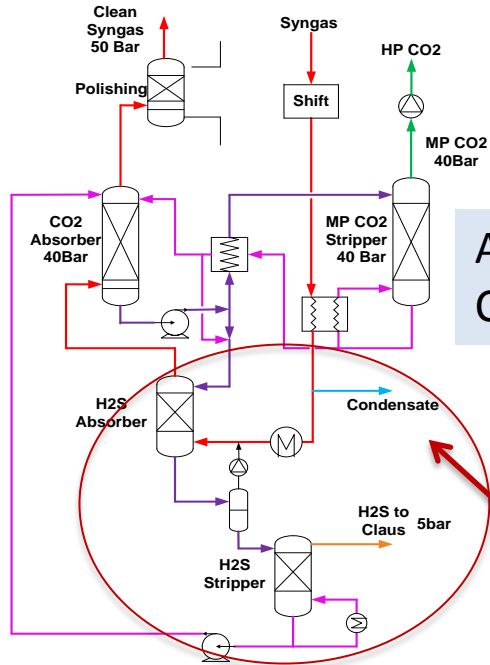 Clean
Syngas
50 Bar
Syngas
HP CO2
Polishing
Shift
MP CO2
40Bar
CO2
Absorber
40Bar
MP CO2
Stripper
40 Bar
A
C
H2S
Absorber
Condensate
H2S to
Claus 5bar
H2S
Stripper